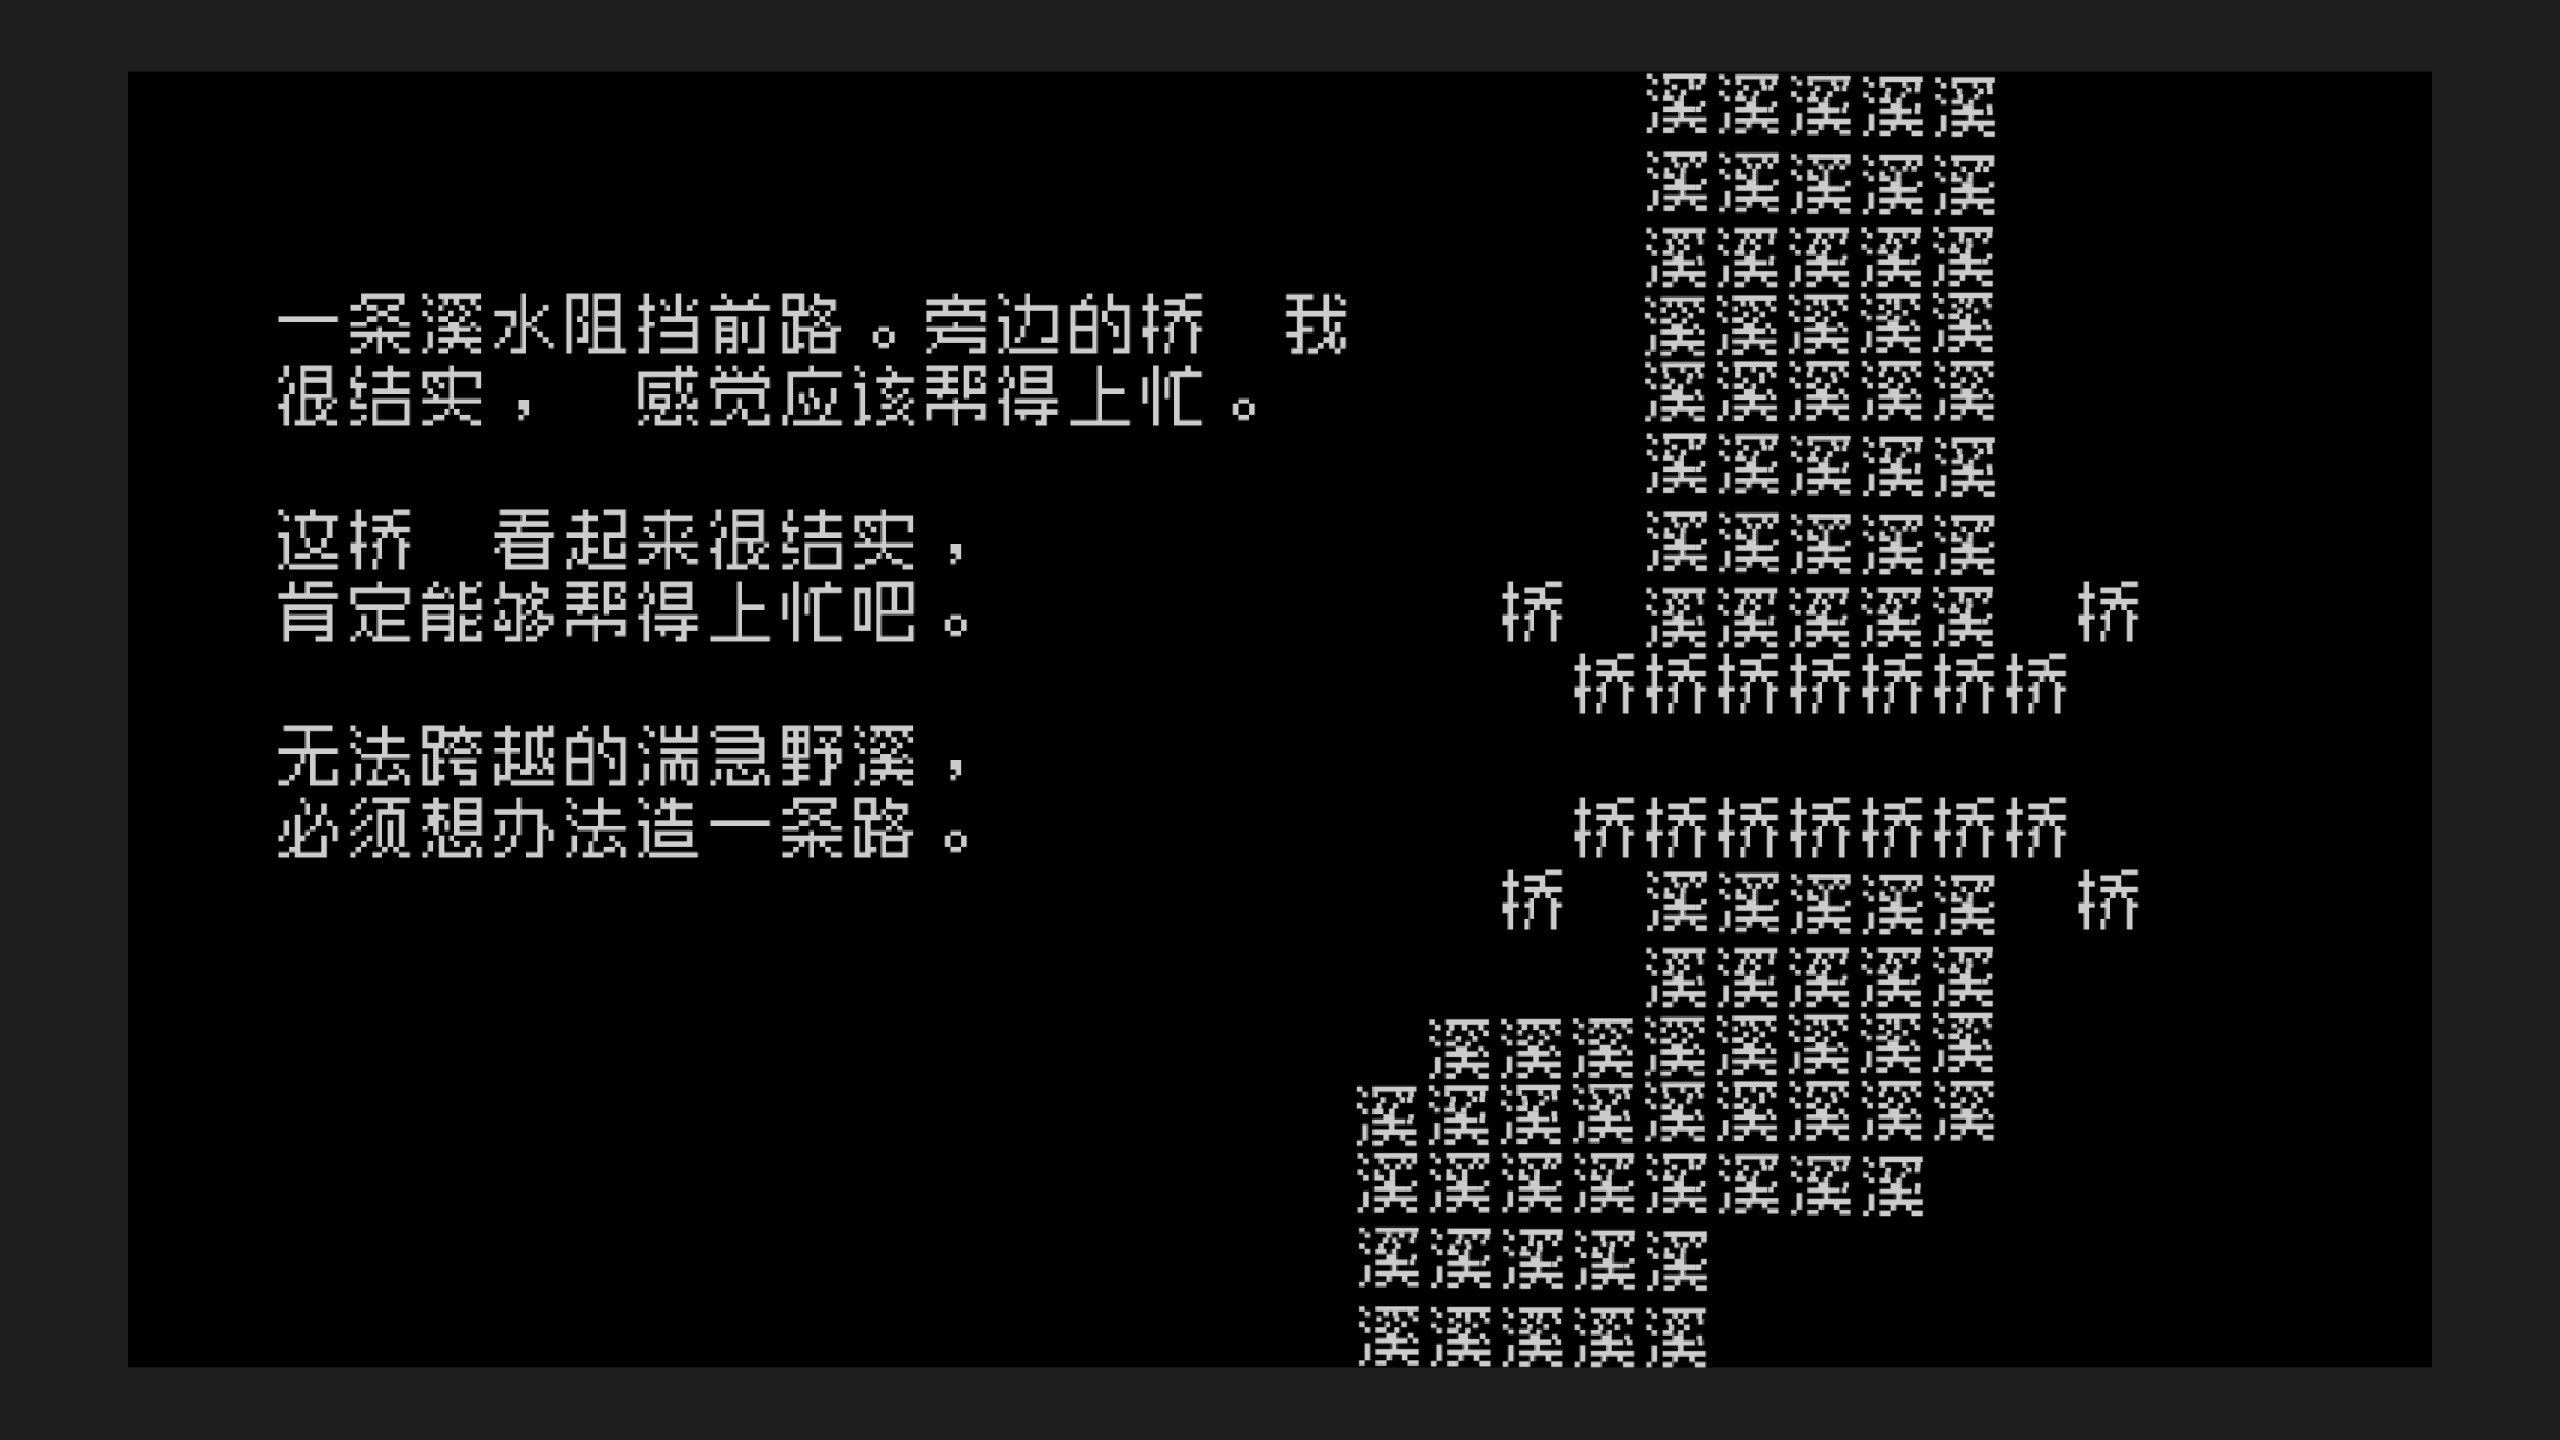 一条溪水阻挡前路。旁边的桥　我
很结实，　感觉应该帮得上忙。
这桥　看起来很结实，
肯定能够帮得上忙吧。
无法跨越的湍急野溪，
必须想办法造一条路。
溪溪溪溪溪
溪溪溪溪溪
溪溪溪溪溪
溪溪溪溪溪
溪溪溪溪溪
溪溪溪溪溪
溪溪溪溪溪
桥　溪溪溪溪溪　桥
桥桥桥桥桥桥桥
桥桥桥桥桥桥桥
桥　溪溪溪溪溪　桥
溪溪溪溪溪
溪溪溪溪溪溪溪溪
溪溪溪溪溪溪溪溪溪
溪溪溪溪溪溪溪溪
溪溪溪溪溪
溪溪溪溪溪